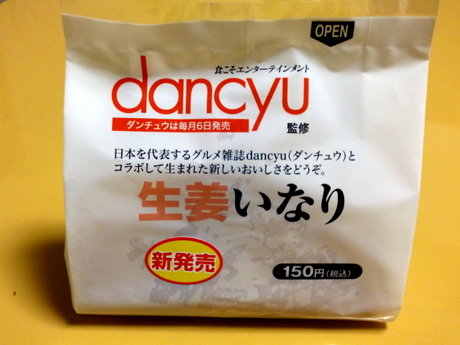 OPEN
食こそエンターテインメント
dancyu
ダンチュウは毎月6日発売
監修
日本を代表するグルメ雑誌dancyu(ダンチュウ)と
コラボして生まれた新しいおいしさをどうぞ。
生姜いなり
新発売
150円(税込)